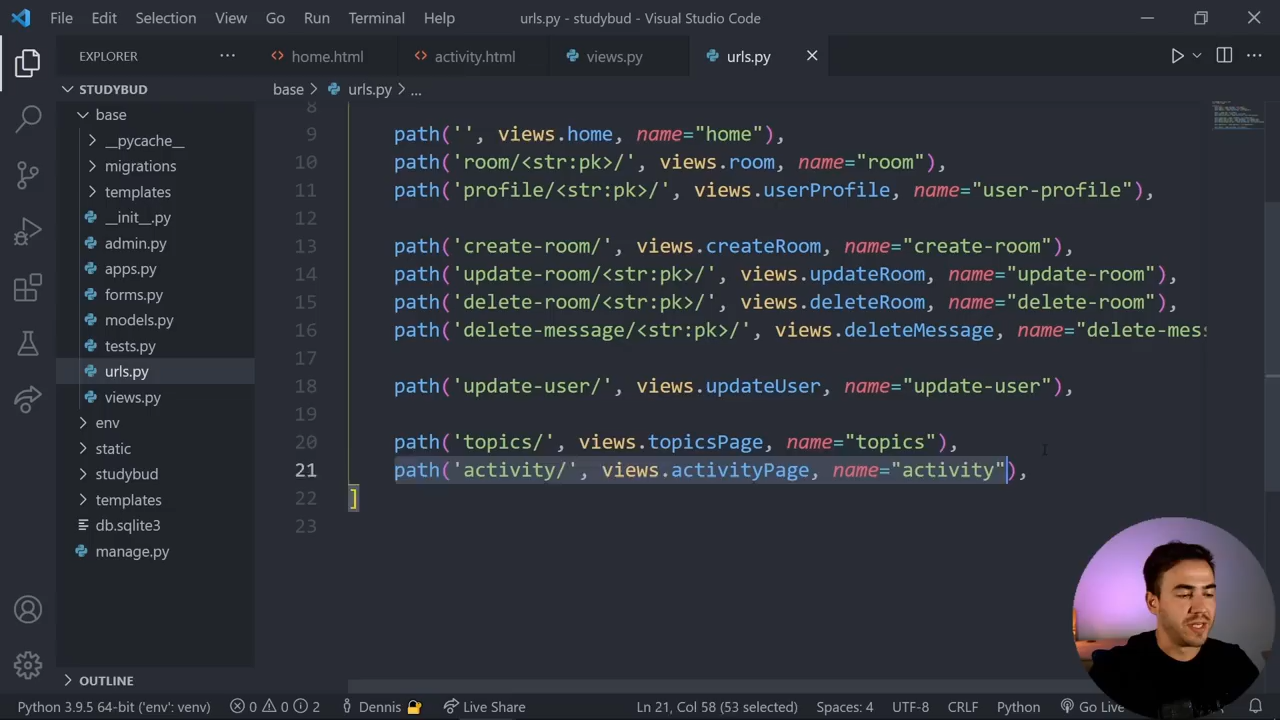 File Edit Selection View Go Run Terminal Help urls.py - studybud - Visual Studio Code
EXPLORER ··· home.html activity.html views.py urls.py
STUDYBUD base > urls.py > ...
base
__pycache__
migrations
templates
__init__.py
admin.py
apps.py
forms.py
models.py
tests.py
urls.py
views.py
env
static
studybud
templates
db.sqlite3
manage.py
OUTLINE
8
9 path('', views.home, name="home"),
10 path('room/<str:pk>/', views.room, name="room"),
11 path('profile/<str:pk>/', views.userProfile, name="user-profile"),
12
13 path('create-room/', views.createRoom, name="create-room"),
14 path('update-room/<str:pk>/', views.updateRoom, name="update-room"),
15 path('delete-room/<str:pk>/', views.deleteRoom, name="delete-room"),
16 path('delete-message/<str:pk>/', views.deleteMessage, name="delete-mess
17
18 path('update-user/', views.updateUser, name="update-user"),
19
20 path('topics/', views.topicsPage, name="topics"),
21 path('activity/', views.activityPage, name="activity"),
22 ]
23
Python 3.9.5 64-bit ('env': venv) 0 0 2 Dennis Live Share Ln 21, Col 58 (53 selected) Spaces: 4 UTF-8 CRLF Python Go Live